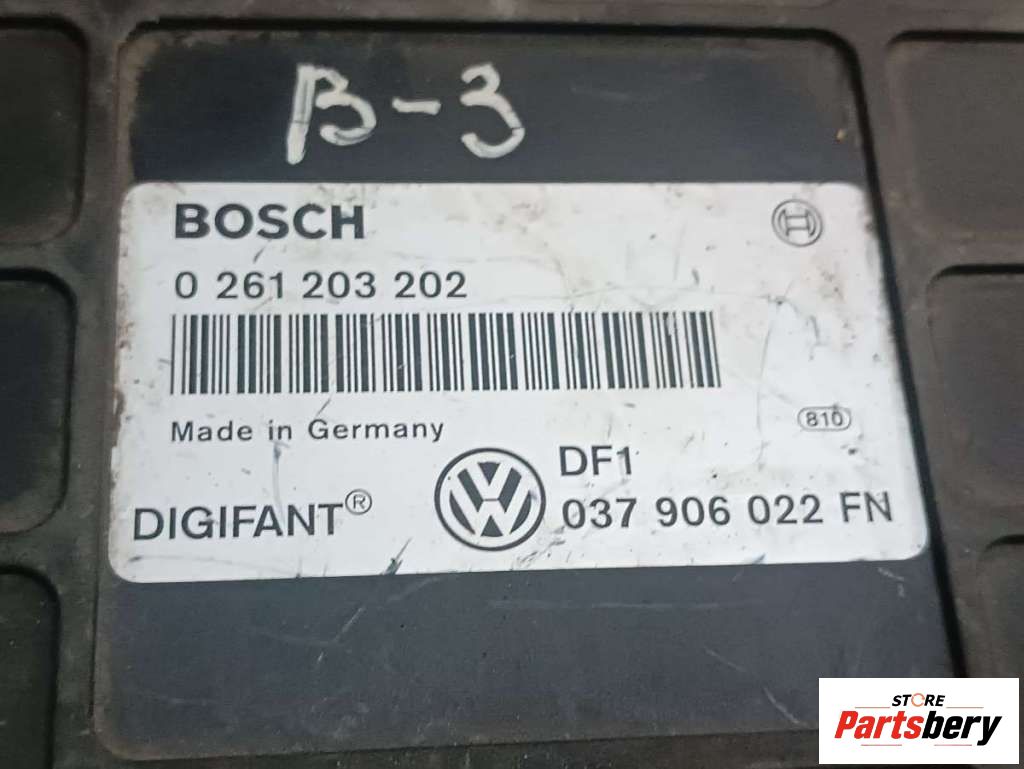 B-3
BOSCH
0 261 203 202
Made in Germany
810
DF1
DIGIFANT® 037 906 022 FN
STORE
Partsbery